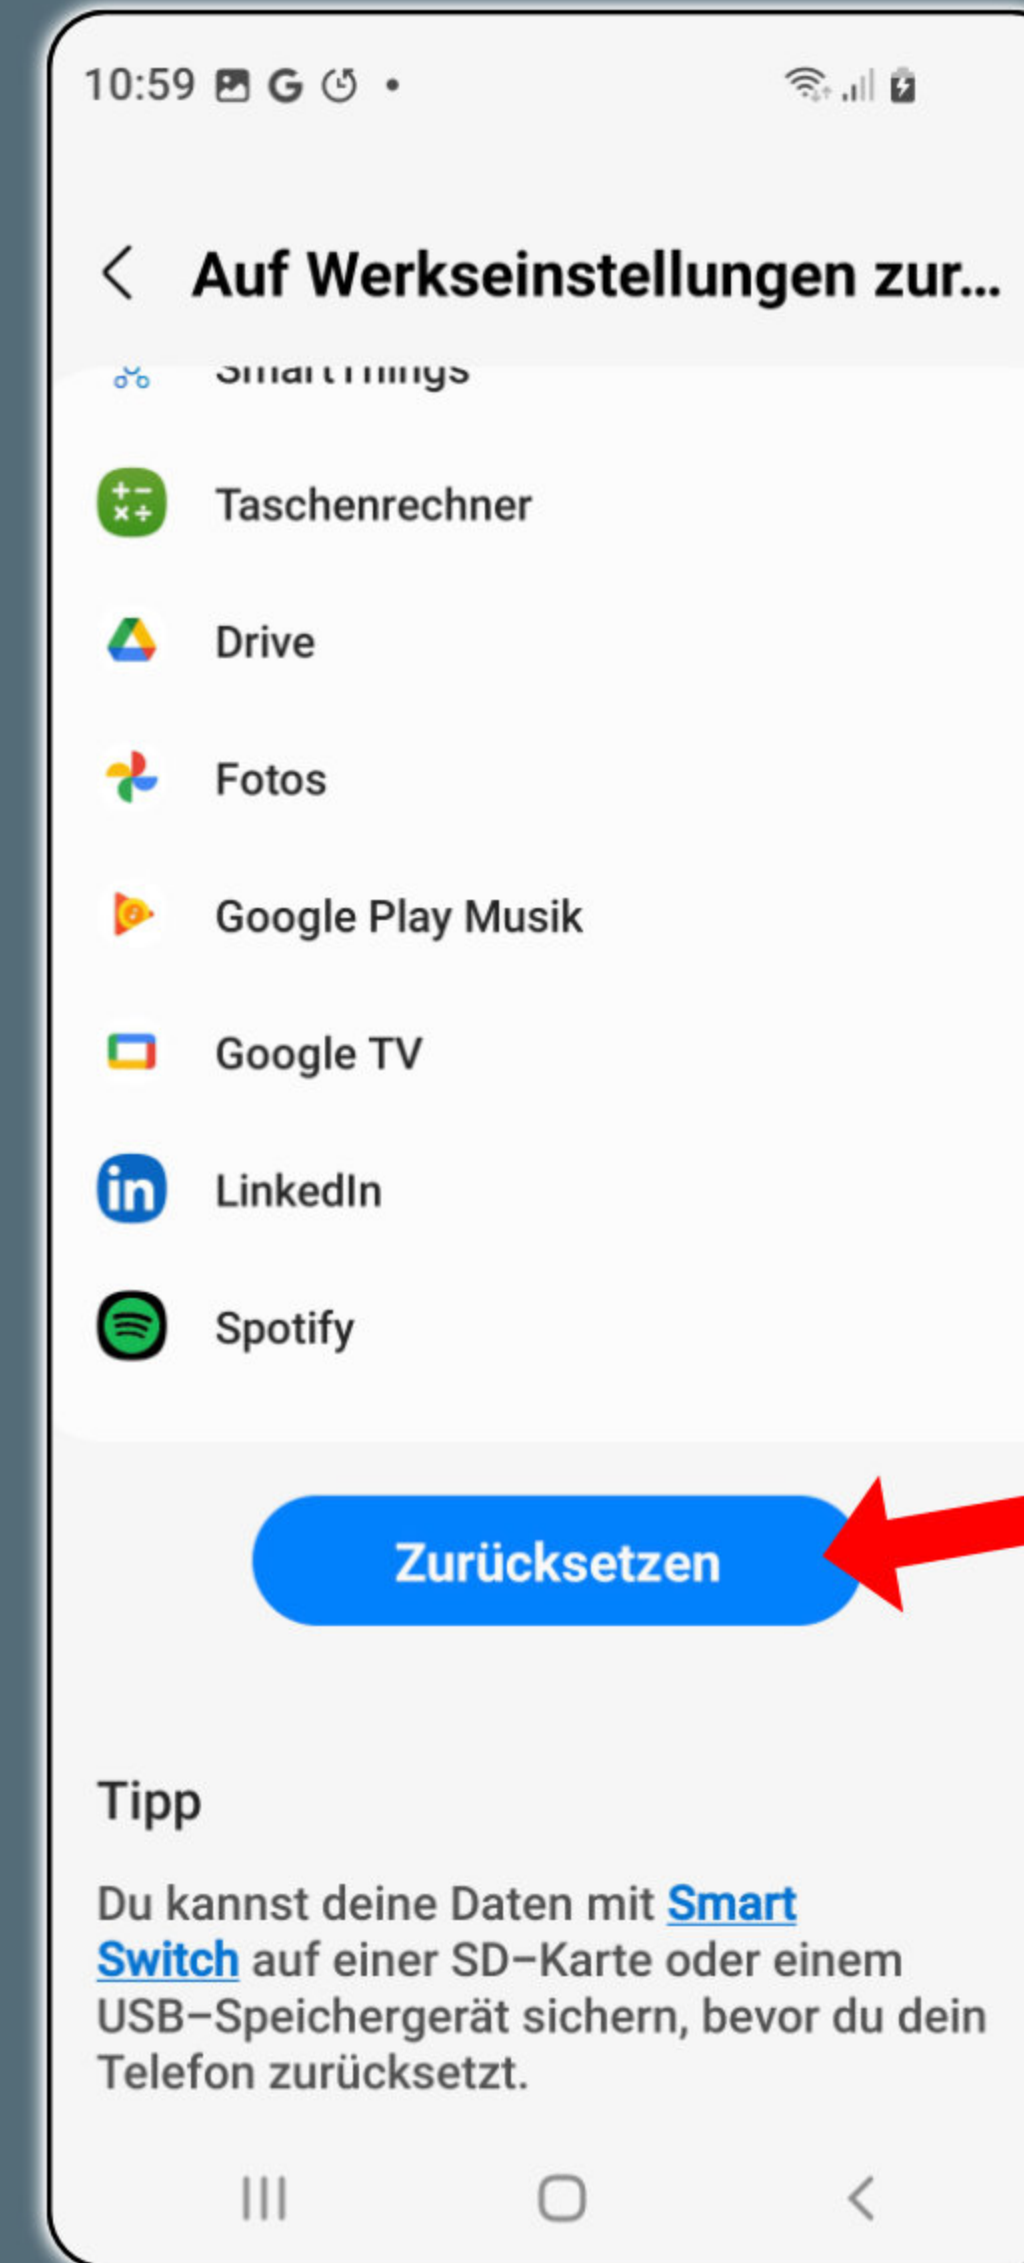 10:59
Auf Werkseinstellungen zur...
SmartThings
Taschenrechner
Drive
Fotos
Google Play Musik
Google TV
LinkedIn
Spotify
Zurücksetzen
Tipp
Du kannst deine Daten mit Smart
Switch auf einer SD-Karte oder einem
USB-Speichergerät sichern, bevor du dein
Telefon zurücksetzt.